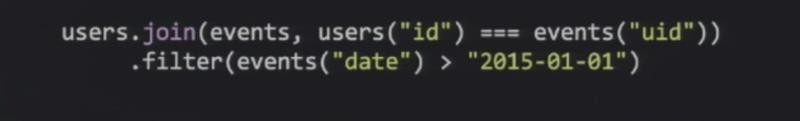 users.join(events, users("id") === events("uid"))
.filter(events("date") > "2015-01-01")